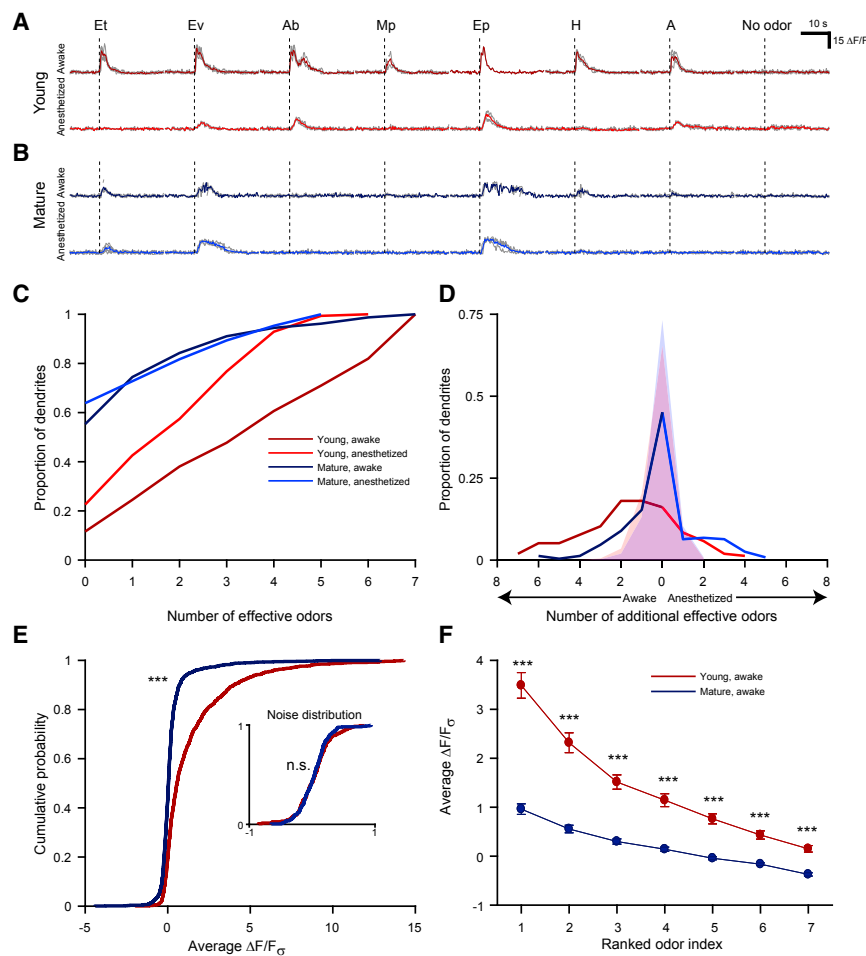 A
Et Ev Ab Mp Ep H A No odor
10 s
15 ΔF/F
Young
Awake
Anesthetized
B
Mature
Awake
Anesthetized
C
Proportion of dendrites
1
0.8
0.6
0.4
0.2
0
Young, awake
Young, anesthetized
Mature, awake
Mature, anesthetized
0 1 2 3 4 5 6 7
Number of effective odors
D
Proportion of dendrites
0.75
0.5
0.25
0
8 6 4 2 0 2 4 6 8
Awake Anesthetized
Number of additional effective odors
E
Cumulative probability
1
0.8
0.6
0.4
0.2
0
***
Noise distribution
1
n.s.
0
-1 1
-5 0 5 10 15
Average ΔF/Fσ
F
Average ΔF/Fσ
4
3
2
1
0
-1
Young, awake
Mature, awake
*** *** *** *** *** *** ***
1 2 3 4 5 6 7
Ranked odor index